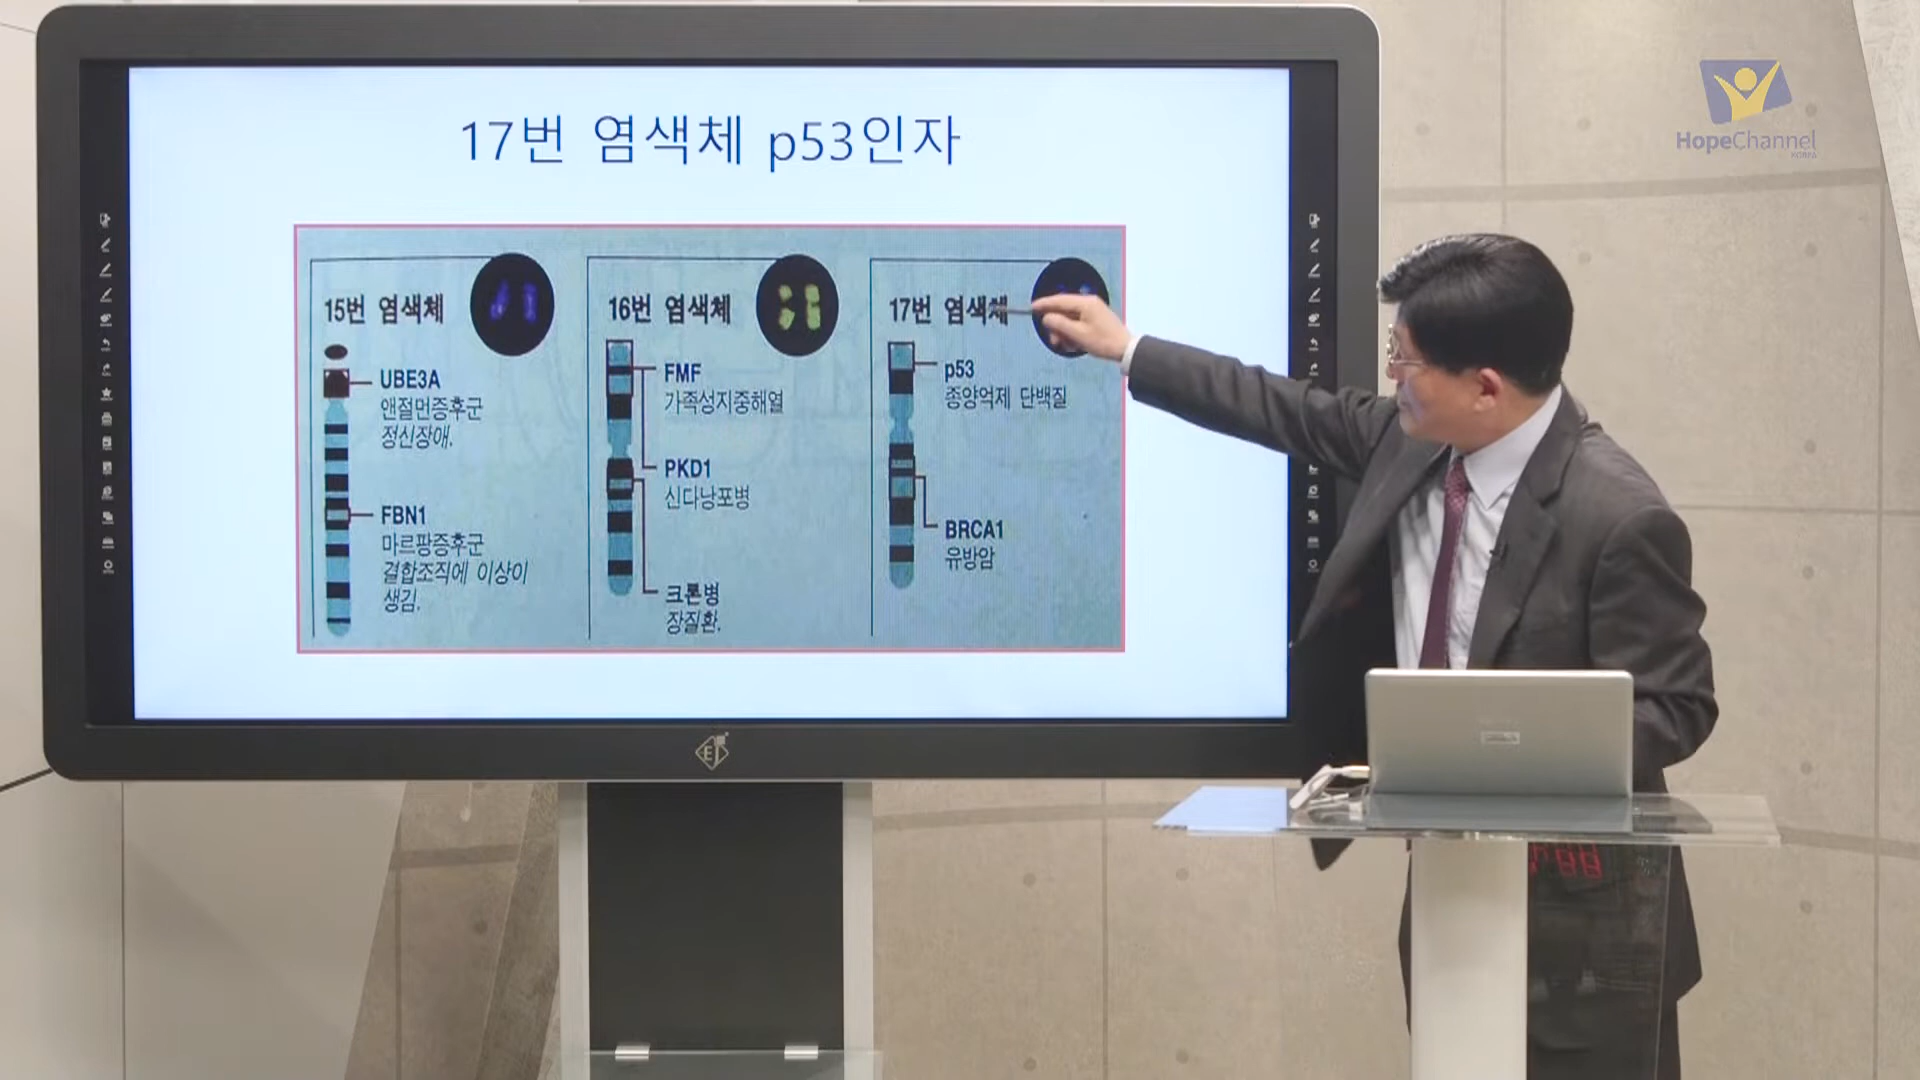 17번 염색체 p53인자
15번 염색체
UBE3A
앤절먼증후군
정신장애.
FBN1
마르팡증후군
결합조직에 이상이
생김.
16번 염색체
FMF
가족성지중해열
PKD1
신다낭포병
크론병
장질환.
17번 염색체
p53
종양억제 단백질
BRCA1
유방암
HopeChannel
KOREA
EJ